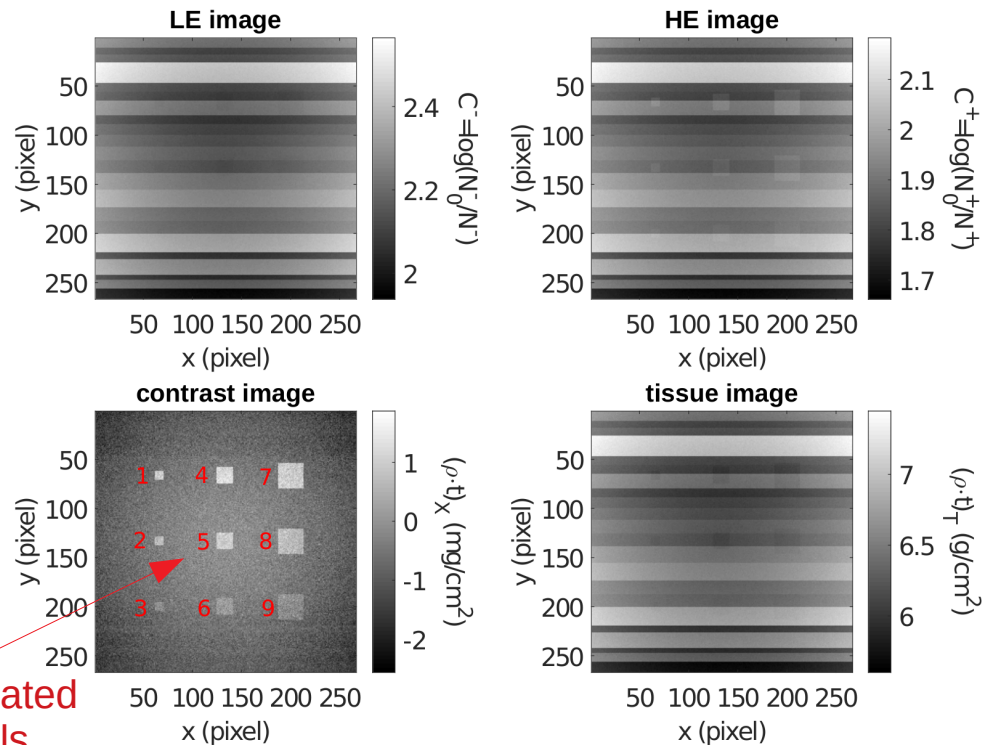 LE image
50
100
150
200
250
y (pixel)
50 100 150 200 250
x (pixel)
2.4
2.2
2
C⁻=log(N₀⁻/N⁻)
HE image
50
100
150
200
250
y (pixel)
50 100 150 200 250
x (pixel)
2.1
2
1.9
1.8
1.7
C⁺=log(N₀⁺/N⁺)
contrast image
50
100
150
200
250
y (pixel)
1 4 7
2 5 8
3 6 9
50 100 150 200 250
x (pixel)
1
0
-1
-2
(ρ·t)ₓ (mg/cm²)
tissue image
50
100
150
200
250
y (pixel)
50 100 150 200 250
x (pixel)
7
6.5
6
(ρ·t)_T (g/cm²)
ated
ls